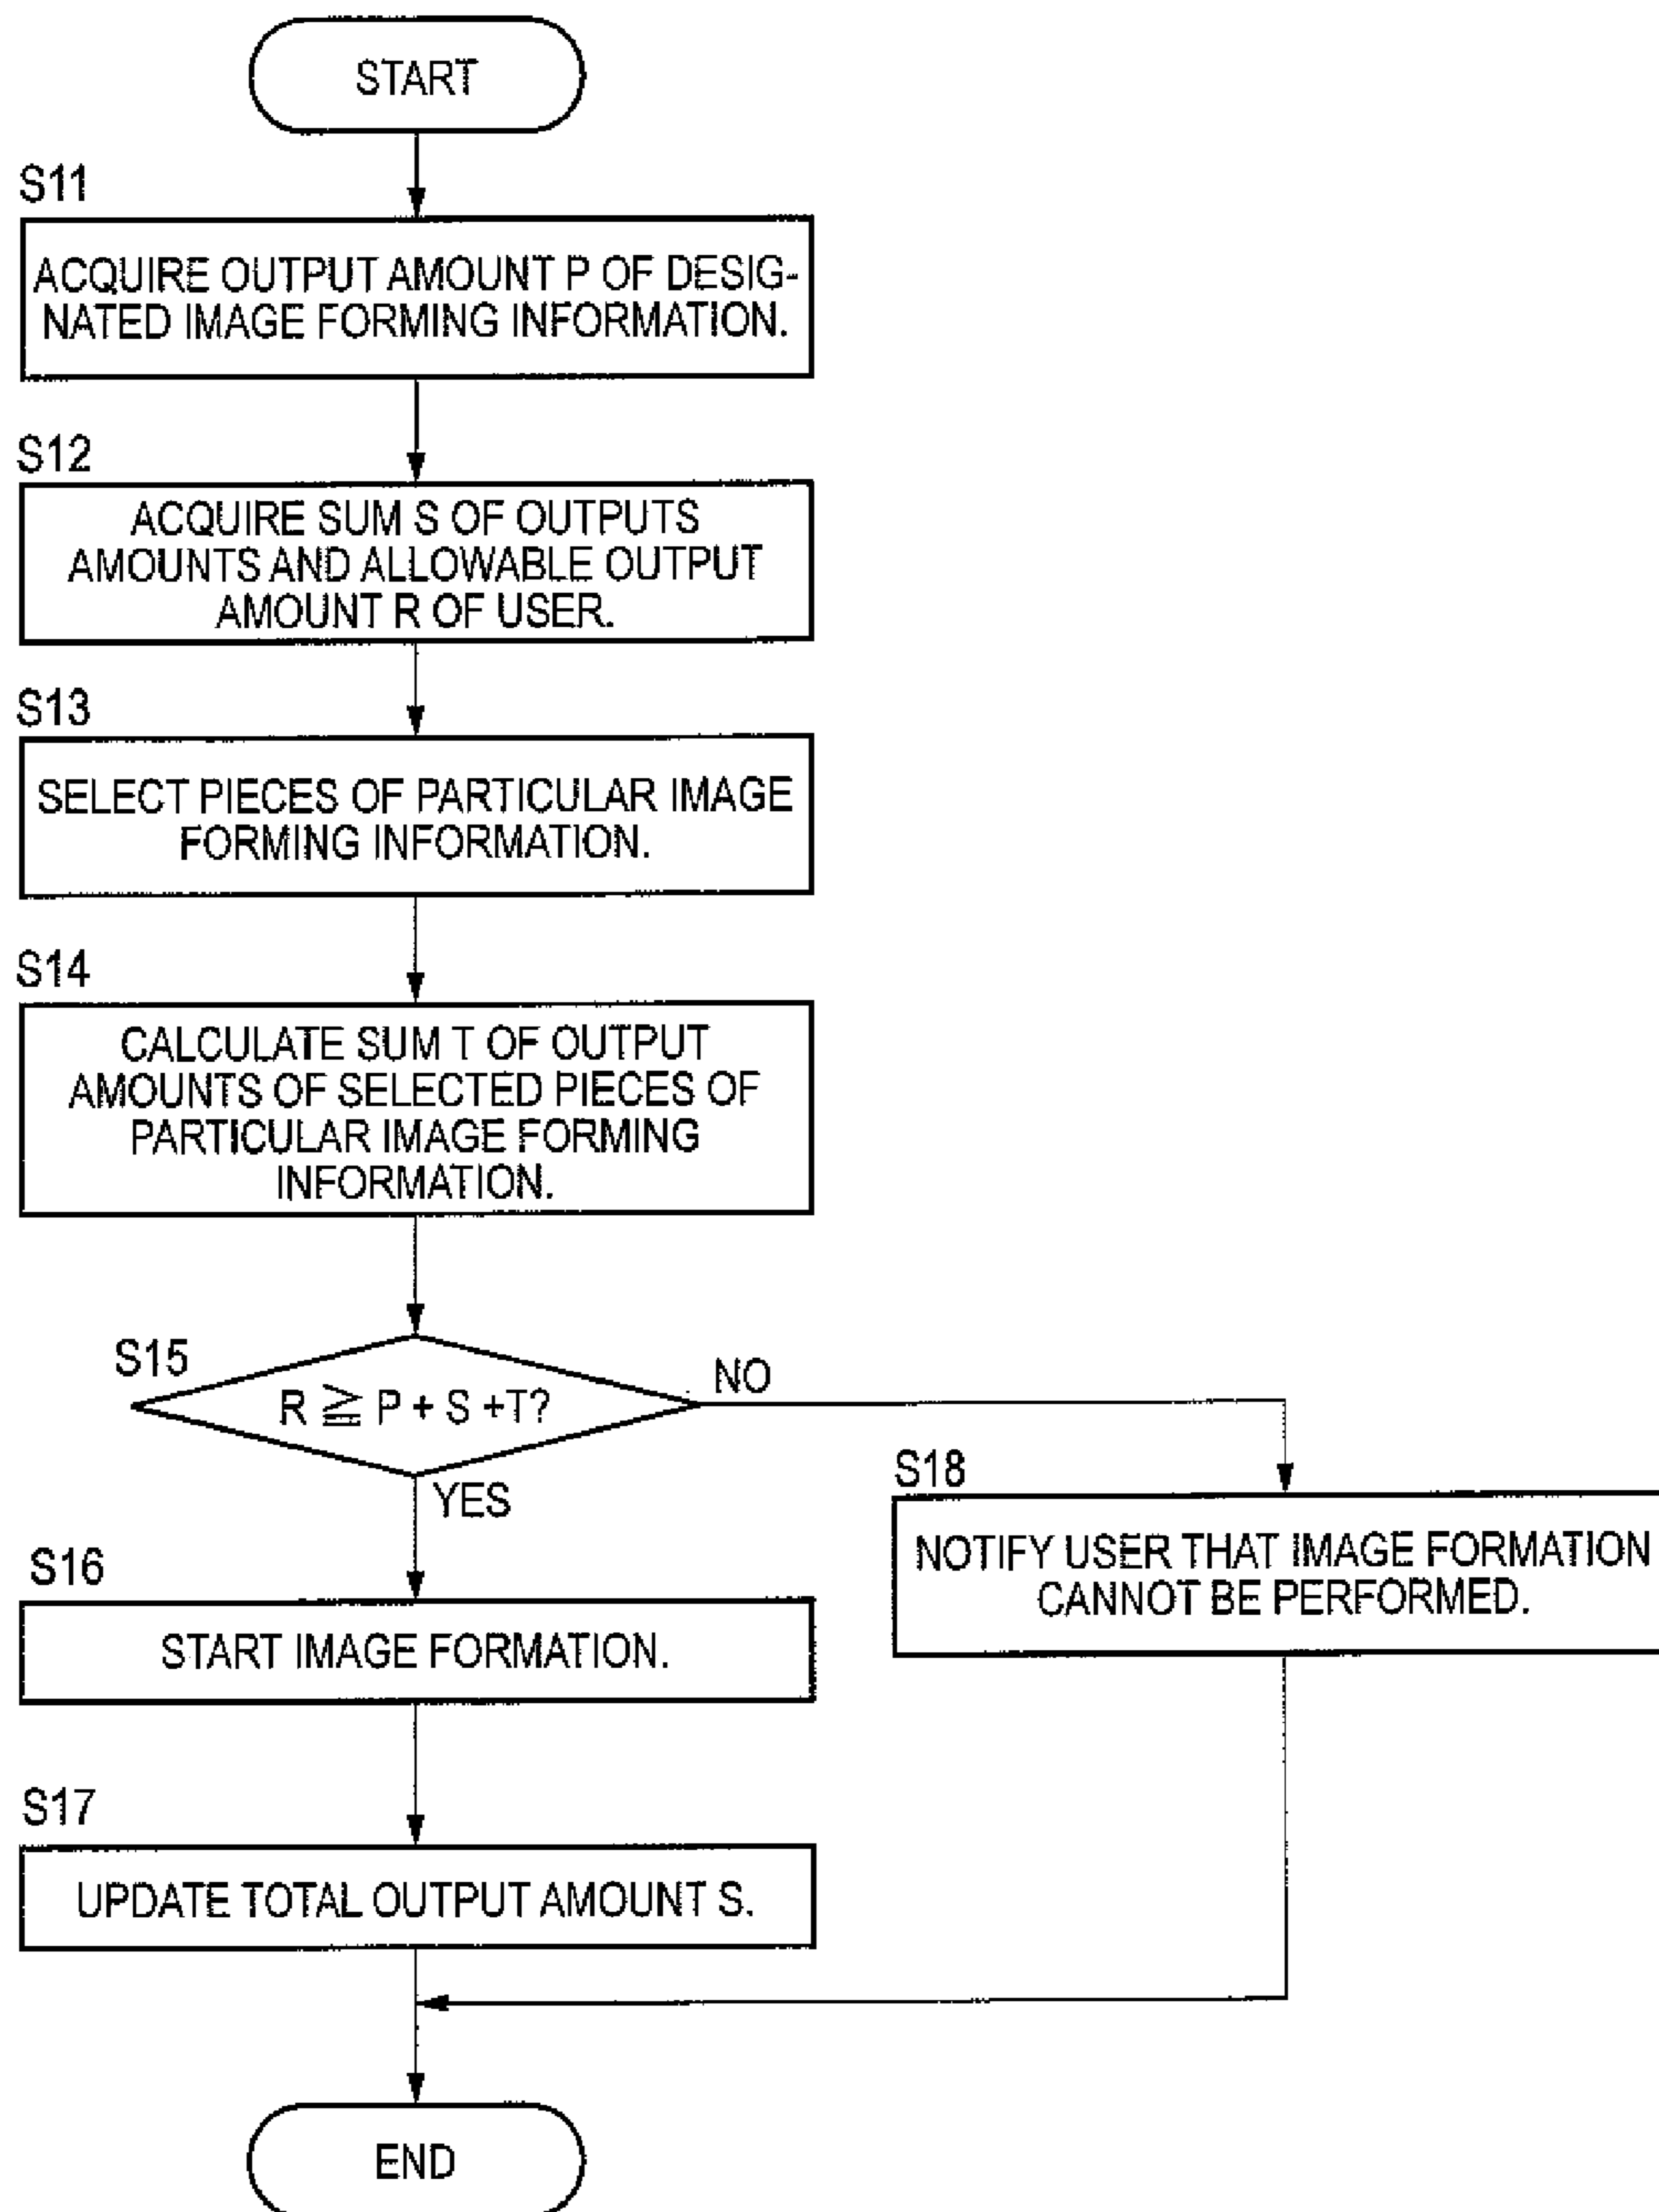 START
S11
ACQUIRE OUTPUT AMOUNT P OF DESIG-
NATED IMAGE FORMING INFORMATION.
S12
ACQUIRE SUM S OF OUTPUTS
AMOUNTS AND ALLOWABLE OUTPUT
AMOUNT R OF USER.
S13
SELECT PIECES OF PARTICULAR IMAGE
FORMING INFORMATION.
S14
CALCULATE SUM T OF OUTPUT
AMOUNTS OF SELECTED PIECES OF
PARTICULAR IMAGE FORMING
INFORMATION.
S15
R ≧ P + S +T?
NO
YES
S18
NOTIFY USER THAT IMAGE FORMATION
CANNOT BE PERFORMED.
S16
START IMAGE FORMATION.
S17
UPDATE TOTAL OUTPUT AMOUNT S.
END